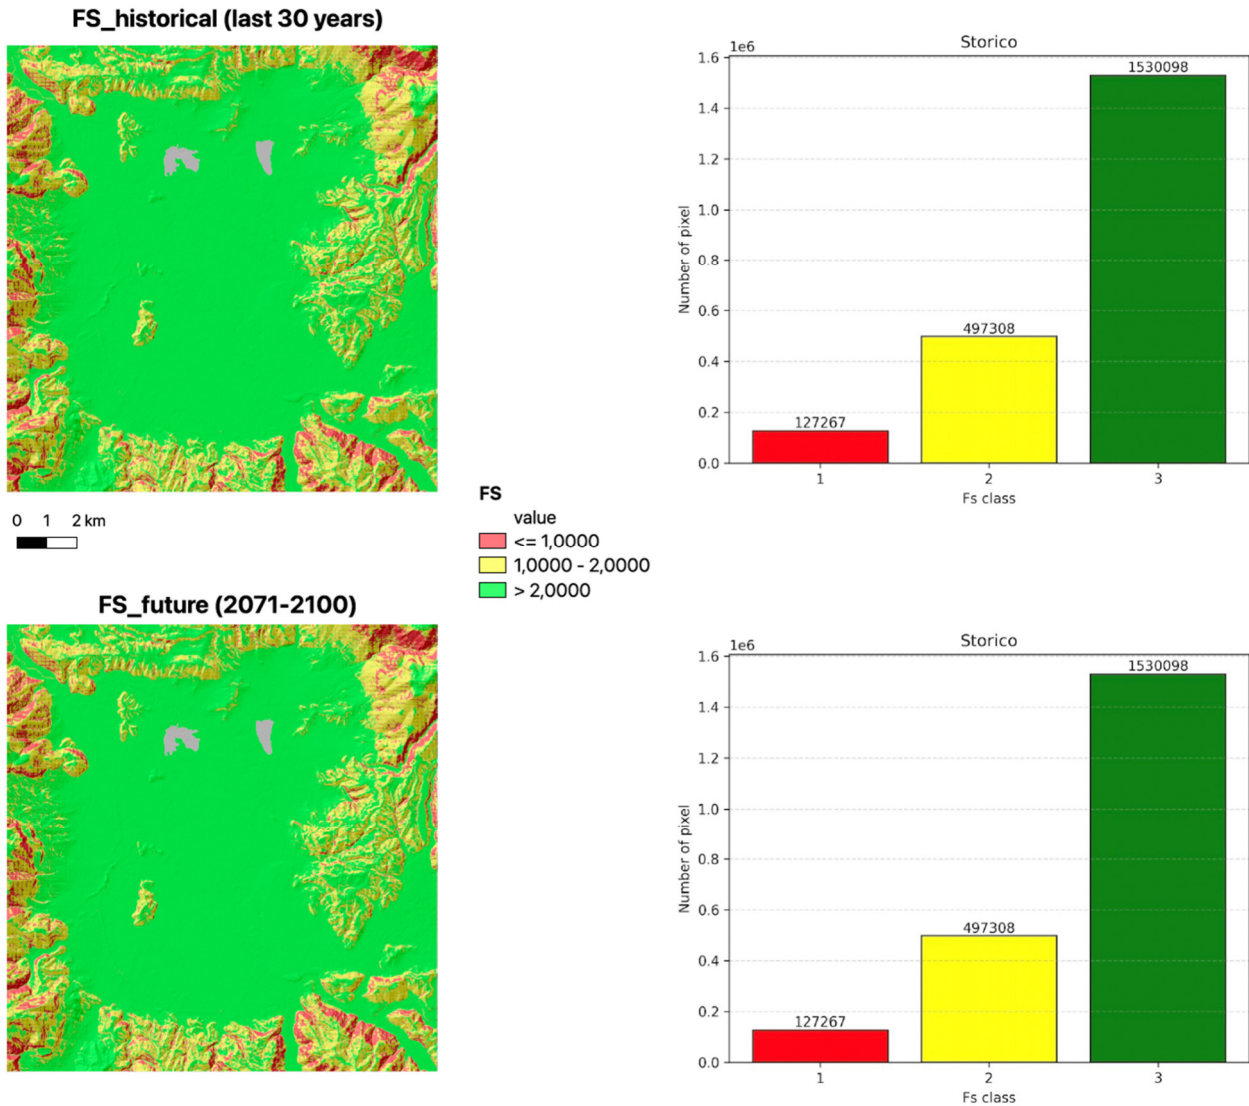 FS_historical (last 30 years)
Storico
1e6
1.6
1.4
1.2
1.0
0.8
0.6
0.4
0.2
0.0
Number of pixel
127267
497308
1530098
1
2
3
Fs class
0 1 2 km
FS
value
<= 1,0000
1,0000 - 2,0000
> 2,0000
FS_future (2071-2100)
Storico
1e6
1.6
1.4
1.2
1.0
0.8
0.6
0.4
0.2
0.0
Number of pixel
127267
497308
1530098
1
2
3
Fs class